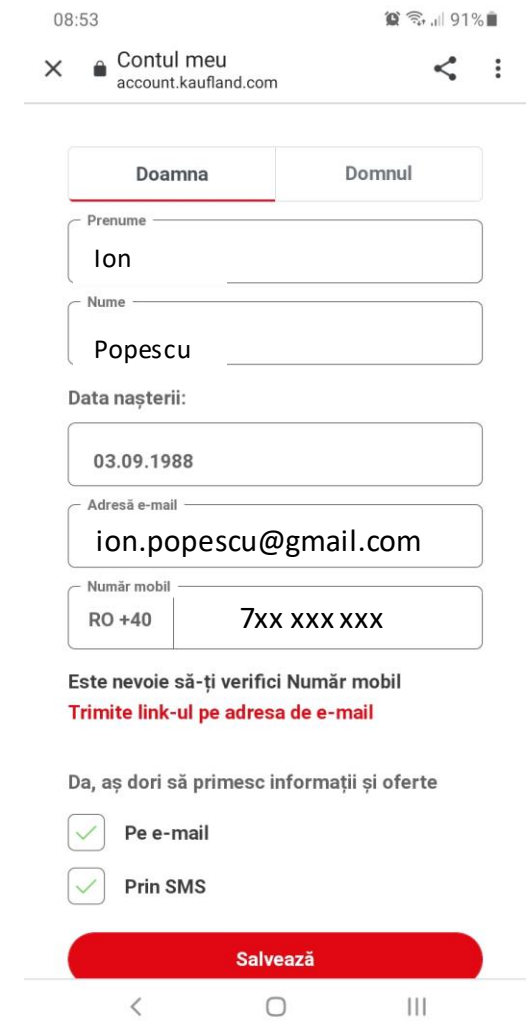 08:53 91%
Contul meu
account.kaufland.com
Doamna Domnul
Prenume
Ion
Nume
Popescu
Data nașterii:
03.09.1988
Adresă e-mail
ion.popescu@gmail.com
Număr mobil
RO +40 7xx xxx xxx
Este nevoie să-ți verifici Număr mobil
Trimite link-ul pe adresa de e-mail
Da, aș dori să primesc informații și oferte
Pe e-mail
Prin SMS
Salvează